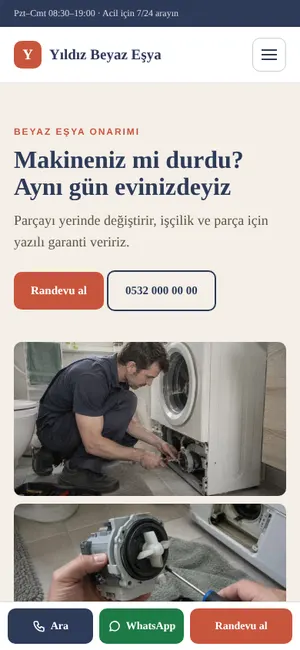 Pzt–Cmt 08:30–19:00 · Acil için 7/24 arayın
Y Yıldız Beyaz Eşya
BEYAZ EŞYA ONARIMI
Makineniz mi durdu?
Aynı gün evinizdeyiz
Parçayı yerinde değiştirir, işçilik ve parça için
yazılı garanti veririz.
Randevu al 0532 000 00 00
Ara WhatsApp Randevu al